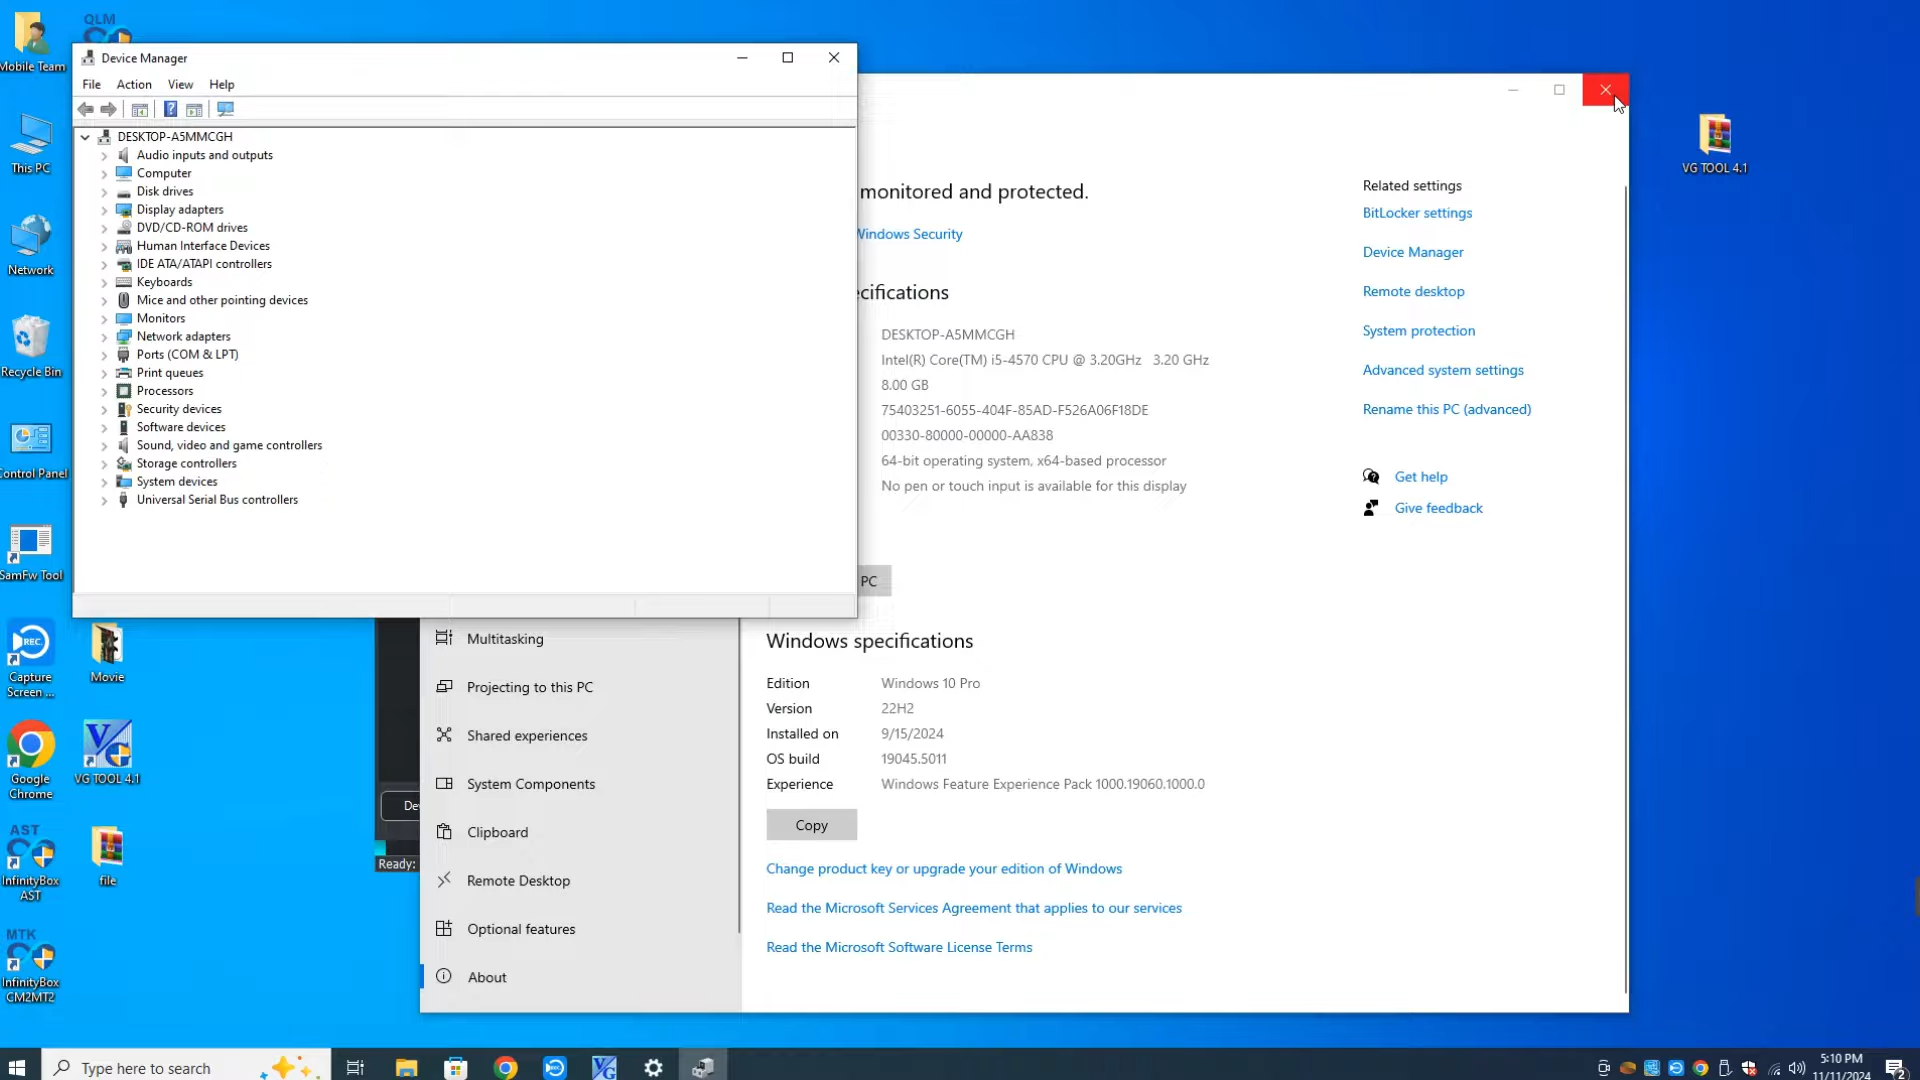 Mobile Team
This PC
Network
Recycle Bin
ontrol Panel
SamFw Tool
Capture
Screen ...
Google
Chrome
AST
InfinityBox
AST
MTK
InfinityBox
CM2MT2
QLM
Movie
VG TOOL 4.1
file
Device Manager
File Action View Help
DESKTOP-A5MMCGH
Audio inputs and outputs
Computer
Disk drives
Display adapters
DVD/CD-ROM drives
Human Interface Devices
IDE ATA/ATAPI controllers
Keyboards
Mice and other pointing devices
Monitors
Network adapters
Ports (COM & LPT)
Print queues
Processors
Security devices
Software devices
Sound, video and game controllers
Storage controllers
System devices
Universal Serial Bus controllers
De
Ready:
Multitasking
Projecting to this PC
Shared experiences
System Components
Clipboard
Remote Desktop
Optional features
About
monitored and protected.
Windows Security
ecifications
DESKTOP-A5MMCGH
Intel(R) Core(TM) i5-4570 CPU @ 3.20GHz 3.20 GHz
8.00 GB
75403251-6055-404F-85AD-F526A06F18DE
00330-80000-00000-AA838
64-bit operating system, x64-based processor
No pen or touch input is available for this display
PC
Windows specifications
Edition Windows 10 Pro
Version 22H2
Installed on 9/15/2024
OS build 19045.5011
Experience Windows Feature Experience Pack 1000.19060.1000.0
Copy
Change product key or upgrade your edition of Windows
Read the Microsoft Services Agreement that applies to our services
Read the Microsoft Software License Terms
Related settings
BitLocker settings
Device Manager
Remote desktop
System protection
Advanced system settings
Rename this PC (advanced)
Get help
Give feedback
VG TOOL 4.1
Type here to search
5:10 PM
11/11/2024
2